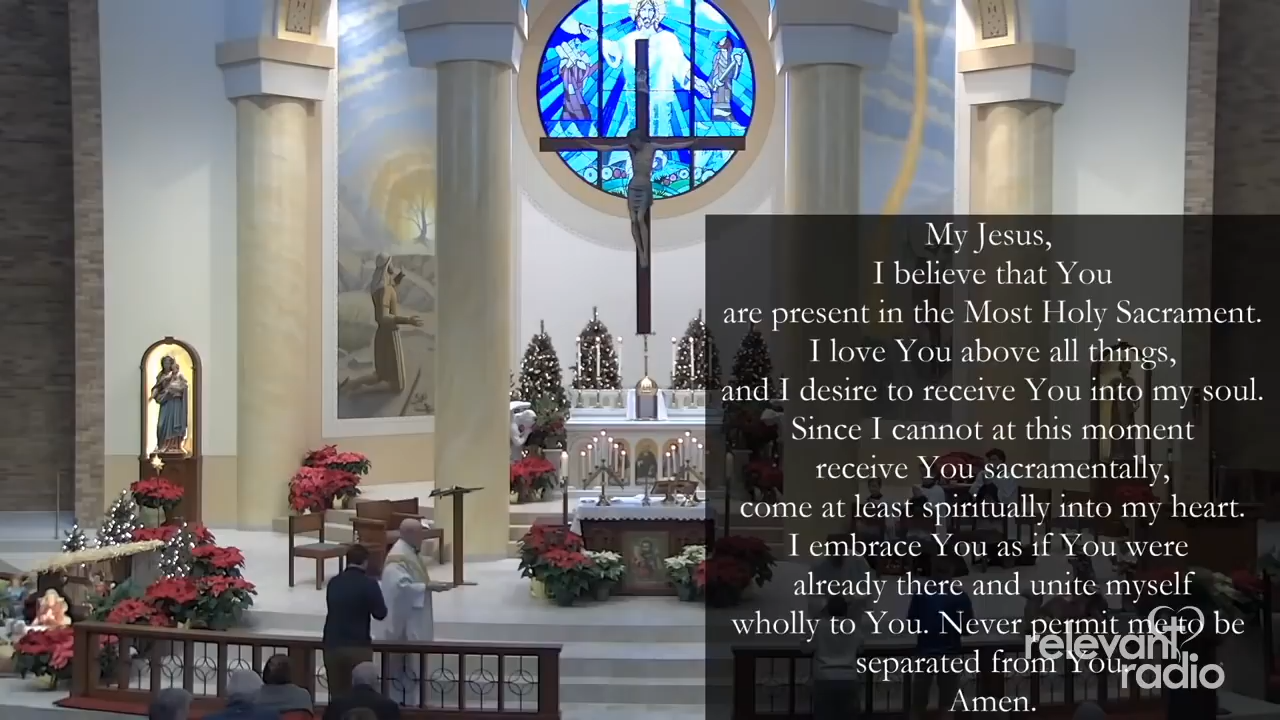 My Jesus,
I believe that You
are present in the Most Holy Sacrament.
I love You above all things,
and I desire to receive You into my soul.
Since I cannot at this moment
receive You sacramentally,
come at least spiritually into my heart.
I embrace You as if You were
already there and unite myself
wholly to You. Never permit me to be
separated from You
Amen.
relevant
radio